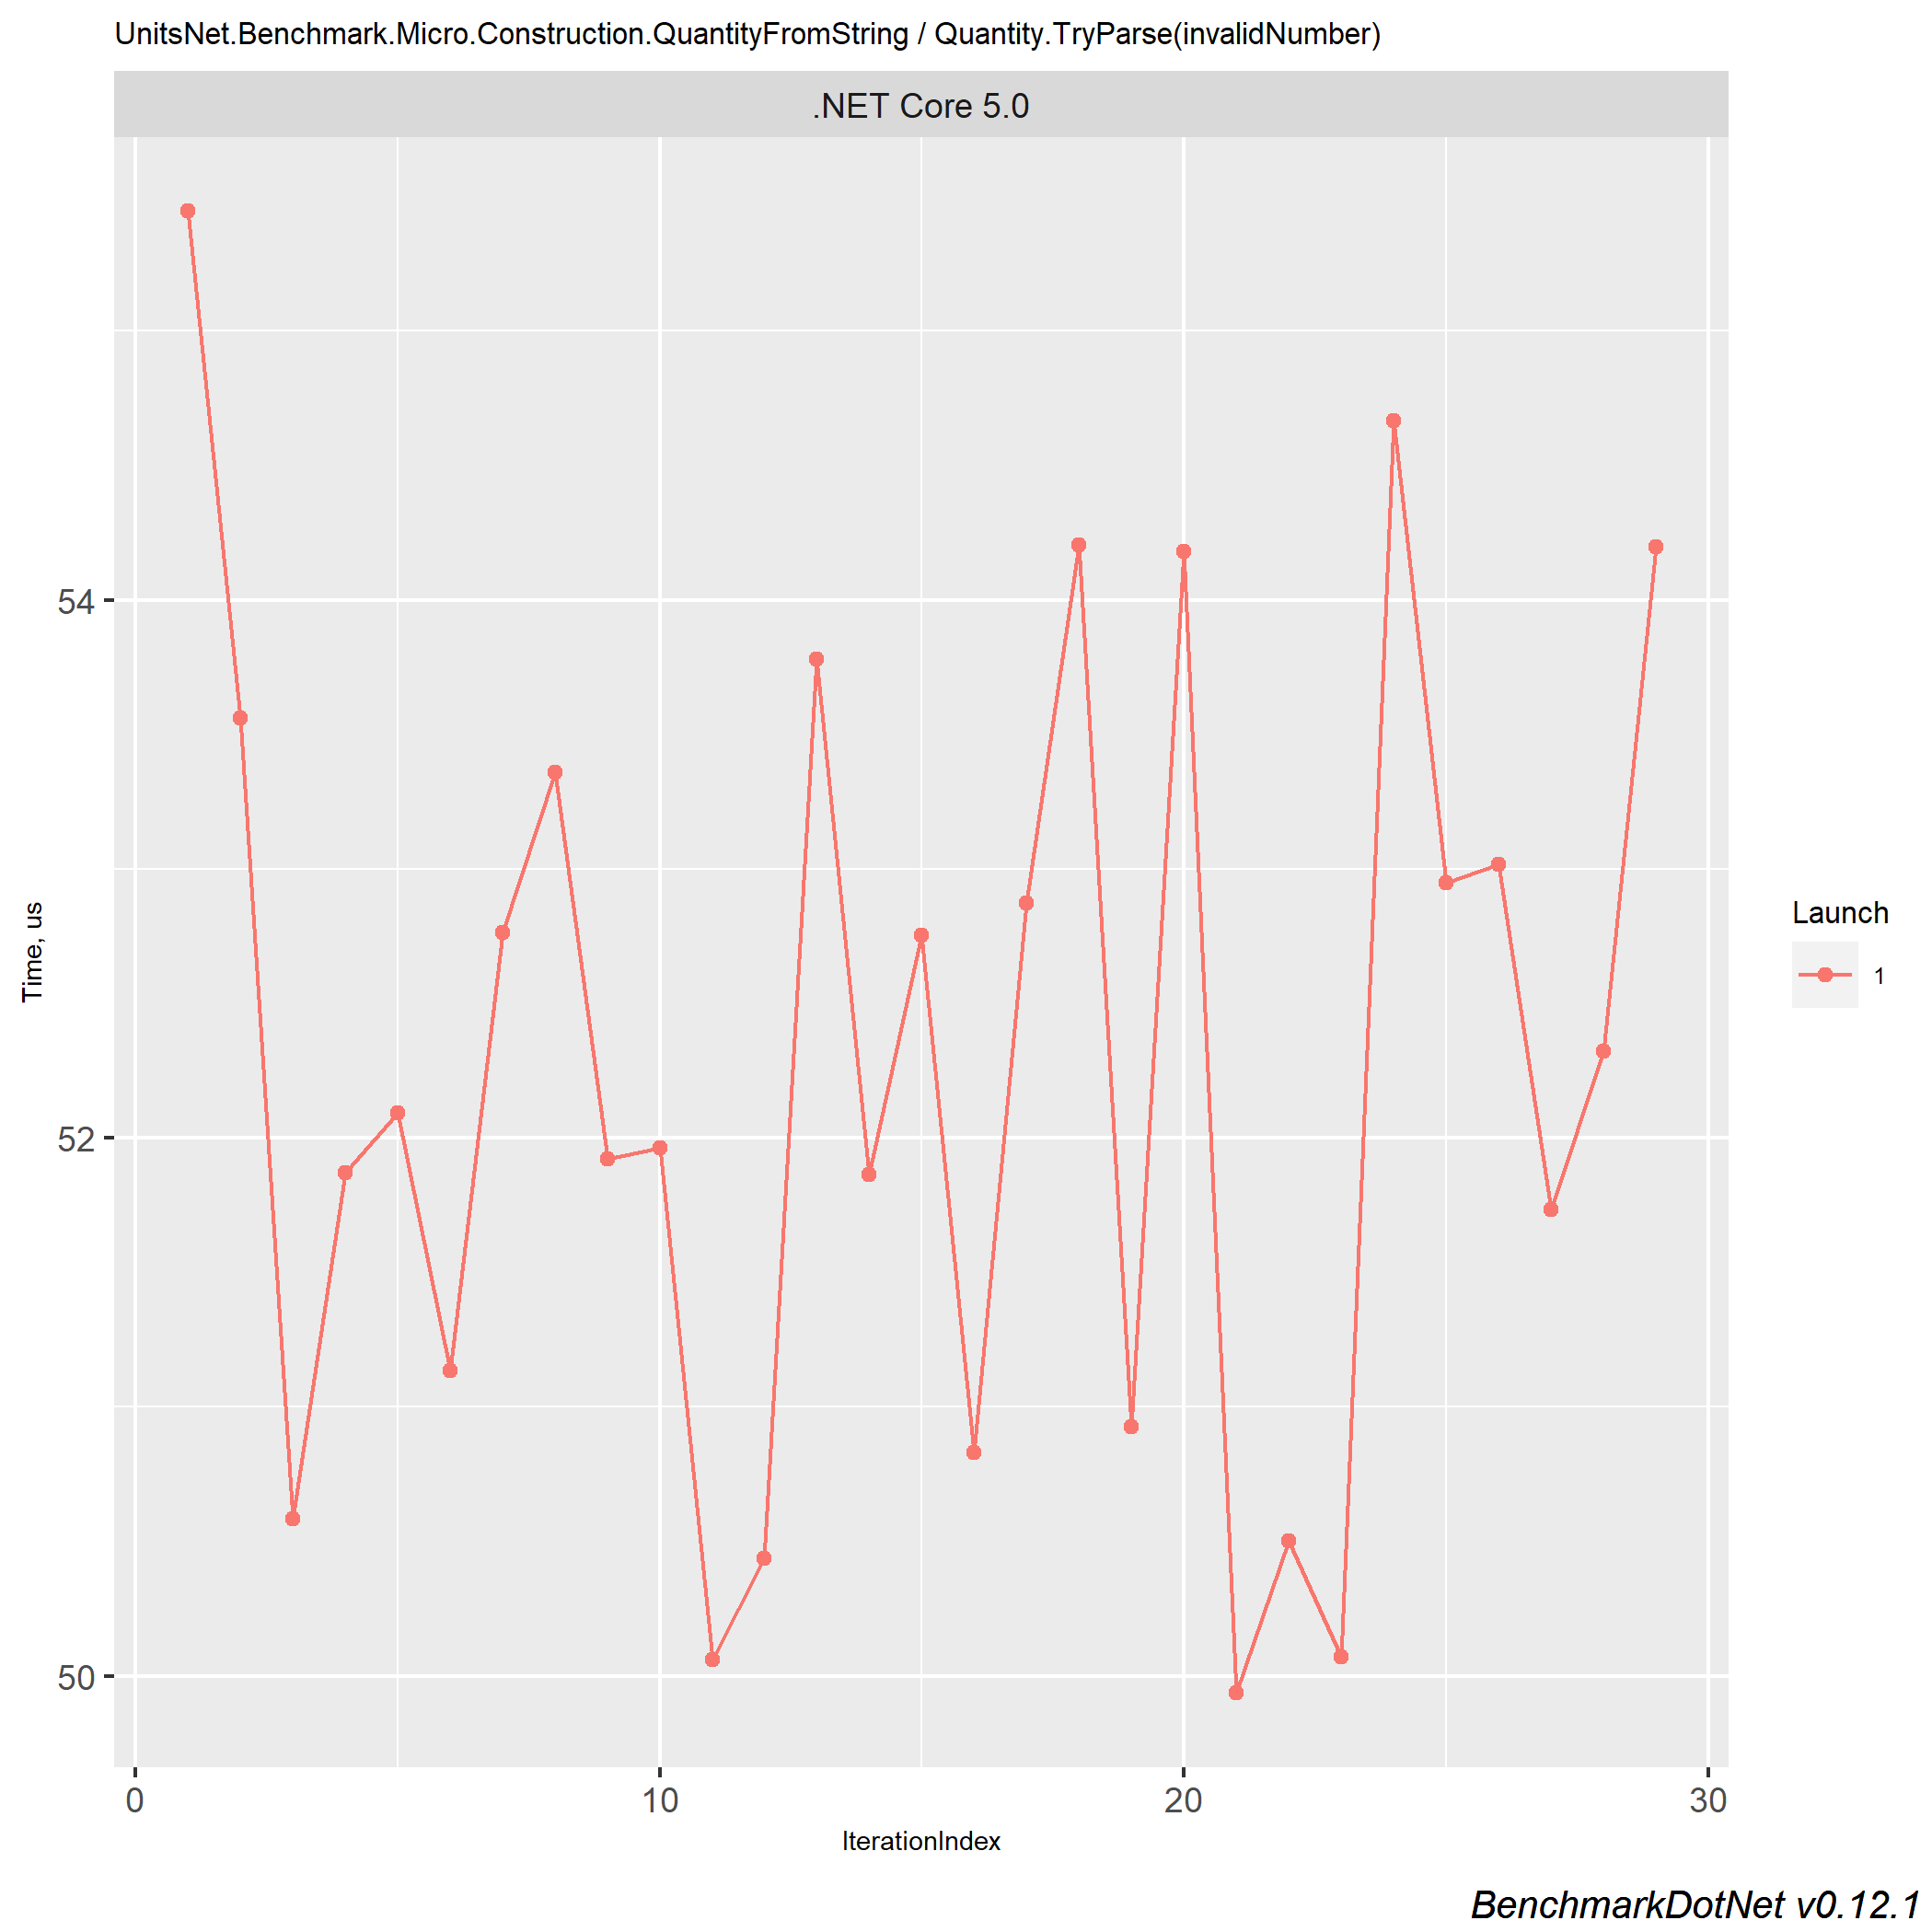 UnitsNet.Benchmark.Micro.Construction.QuantityFromString / Quantity.TryParse(invalidNumber)
.NET Core 5.0
54
52
50
Time, us
0 10 20 30
IterationIndex
Launch
1
BenchmarkDotNet v0.12.1